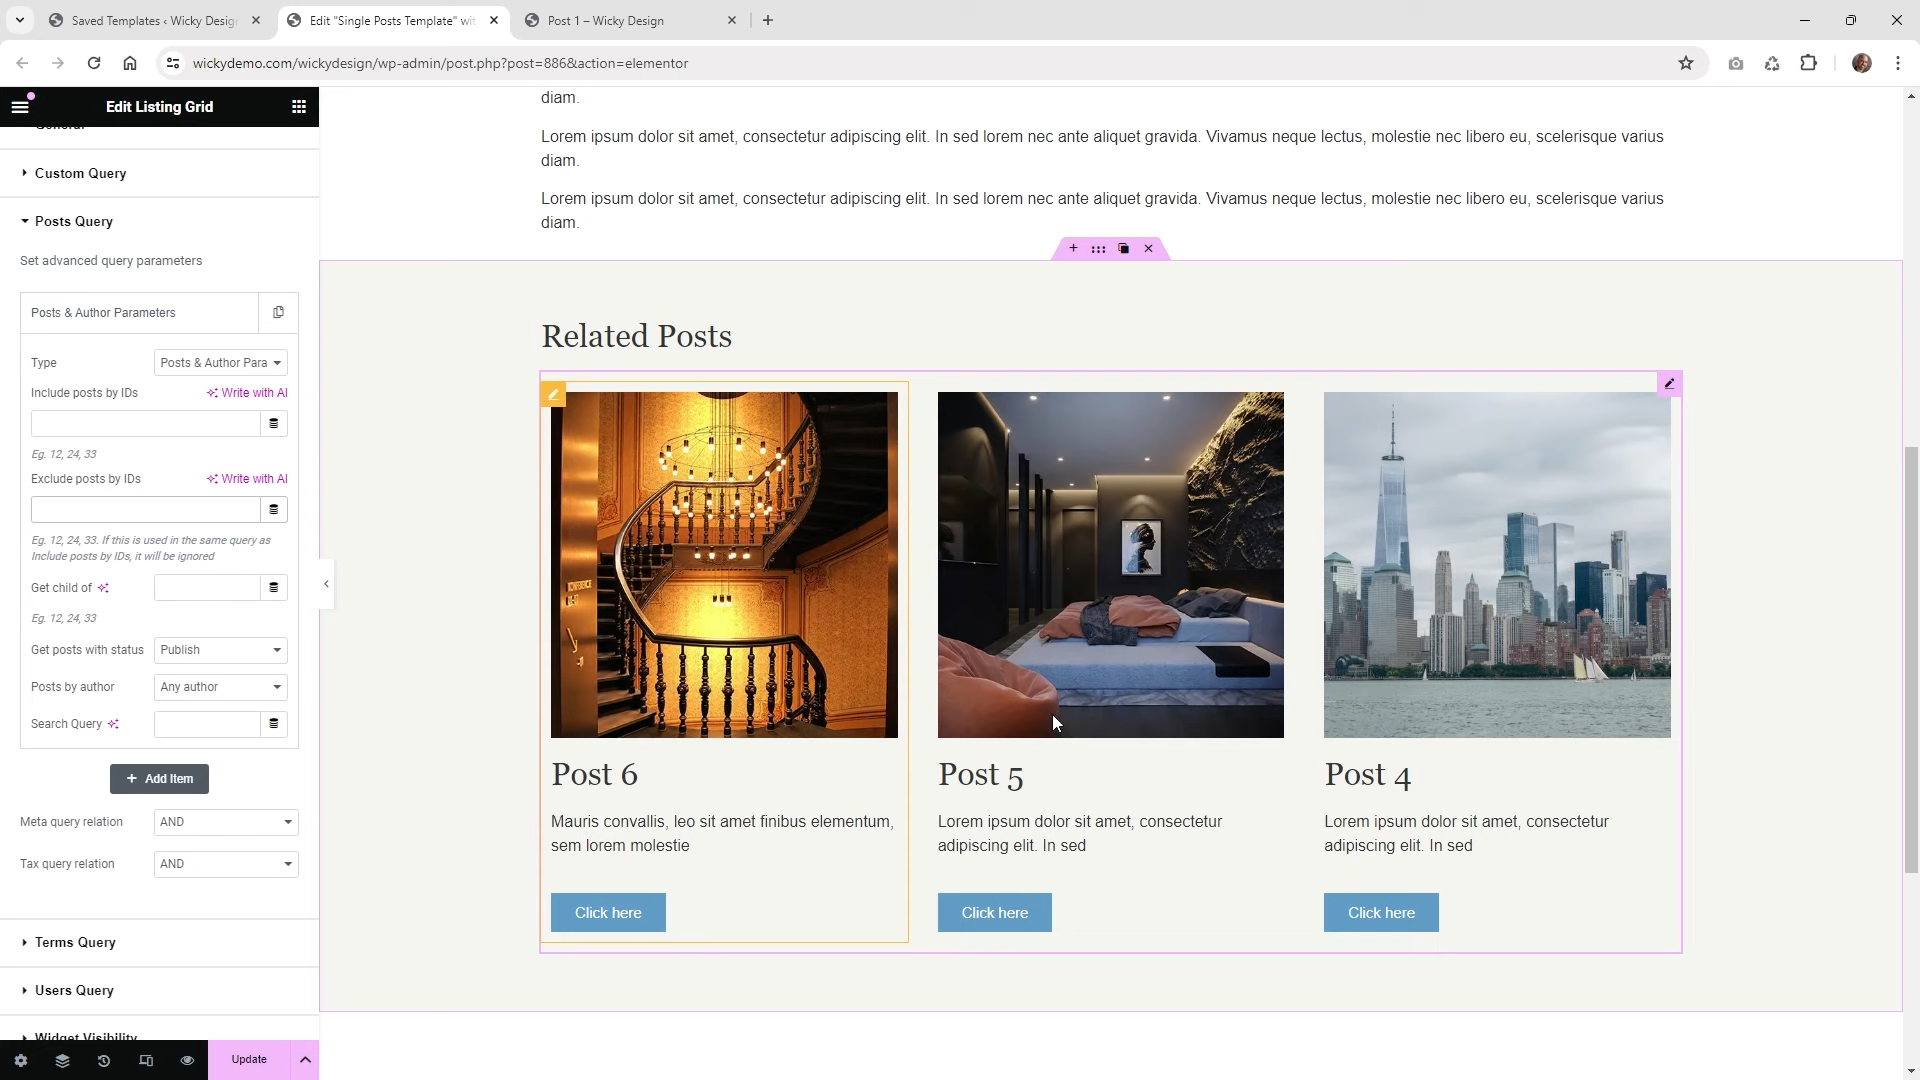 Saved Templates ‹ Wicky Desig
Edit "Single Posts Template" wit
Post 1 – Wicky Design
wickydemo.com/wickydesign/wp-admin/post.php?post=886&action=elementor
Edit Listing Grid
General
Custom Query
Posts Query
Set advanced query parameters
Posts & Author Parameters
Type
Posts & Author Para
Include posts by IDs
Write with AI
Eg. 12, 24, 33
Exclude posts by IDs
Write with AI
Eg. 12, 24, 33. If this is used in the same query as
Include posts by IDs, it will be ignored
Get child of
Eg. 12, 24, 33
Get posts with status
Publish
Posts by author
Any author
Search Query
+ Add Item
Meta query relation
AND
Tax query relation
AND
Terms Query
Users Query
Widget Visibility
Update
diam.
Lorem ipsum dolor sit amet, consectetur adipiscing elit. In sed lorem nec ante aliquet gravida. Vivamus neque lectus, molestie nec libero eu, scelerisque varius
diam.
Lorem ipsum dolor sit amet, consectetur adipiscing elit. In sed lorem nec ante aliquet gravida. Vivamus neque lectus, molestie nec libero eu, scelerisque varius
diam.
Related Posts
Post 6
Mauris convallis, leo sit amet finibus elementum,
sem lorem molestie
Click here
Post 5
Lorem ipsum dolor sit amet, consectetur
adipiscing elit. In sed
Click here
Post 4
Lorem ipsum dolor sit amet, consectetur
adipiscing elit. In sed
Click here